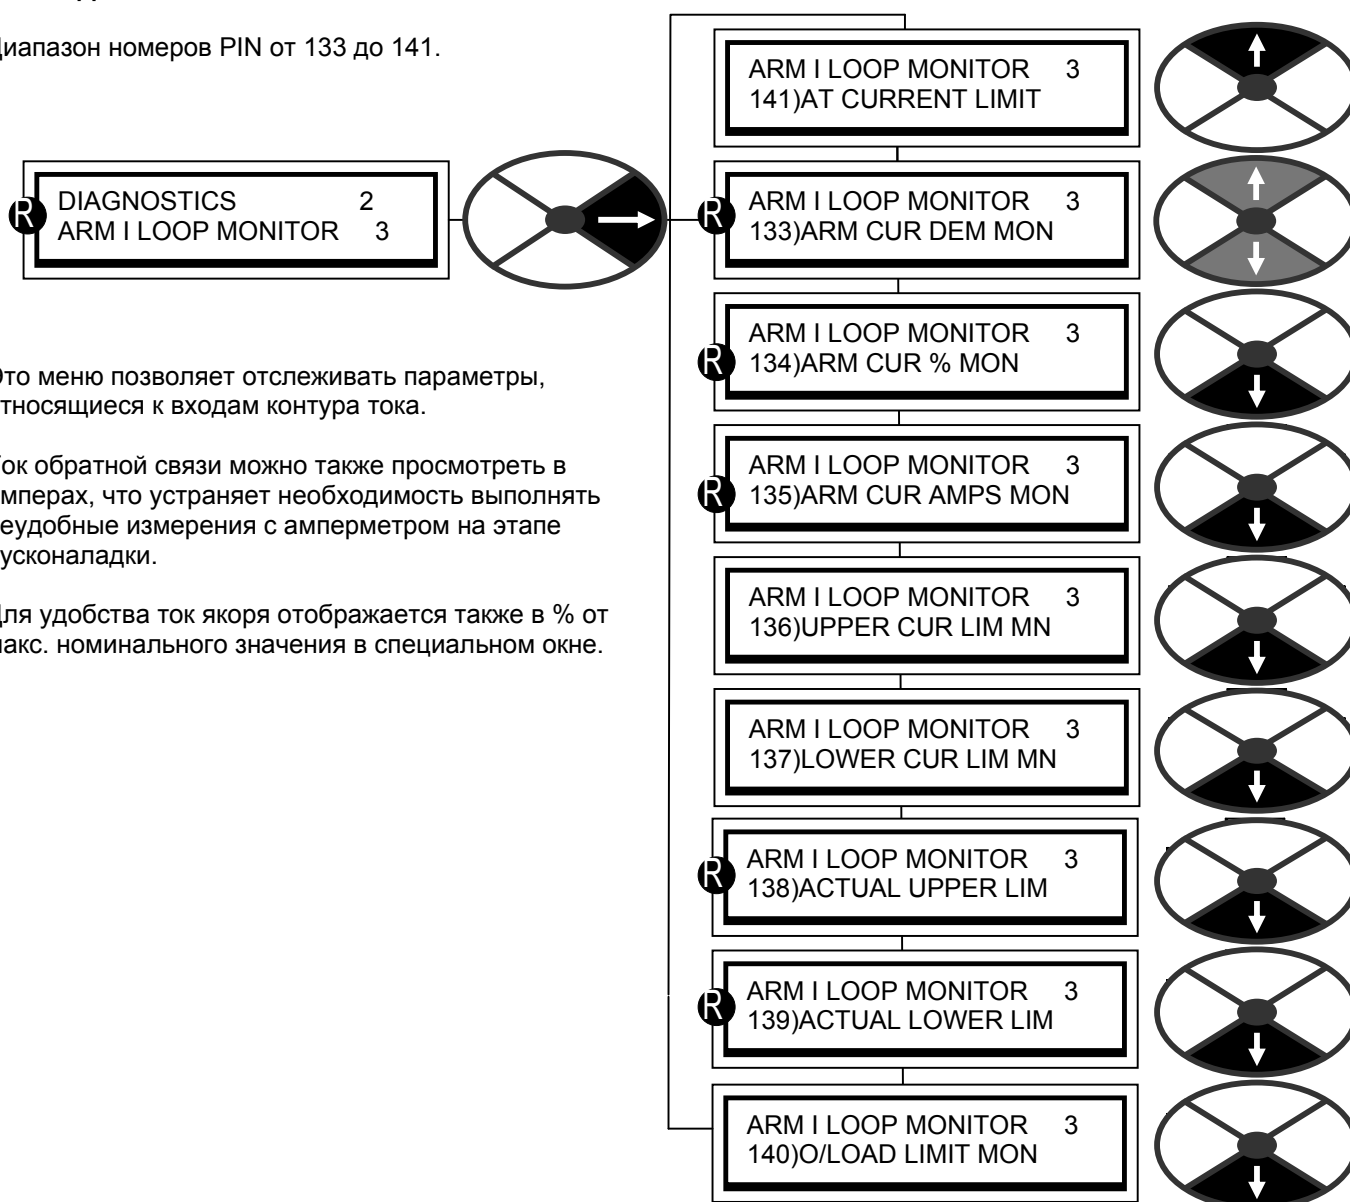 Диапазон номеров PIN от 133 до 141.
ARM I LOOP MONITOR 3
141)AT CURRENT LIMIT
R
DIAGNOSTICS 2
ARM I LOOP MONITOR 3
R
ARM I LOOP MONITOR 3
133)ARM CUR DEM MON
R
ARM I LOOP MONITOR 3
134)ARM CUR % MON
Это меню позволяет отслеживать параметры,
относящиеся к входам контура тока.
Ток обратной связи можно также просмотреть в
амперах, что устраняет необходимость выполнять
неудобные измерения с амперметром на этапе
пусконаладки.
Для удобства ток якоря отображается также в % от
макс. номинального значения в специальном окне.
R
ARM I LOOP MONITOR 3
135)ARM CUR AMPS MON
ARM I LOOP MONITOR 3
136)UPPER CUR LIM MN
ARM I LOOP MONITOR 3
137)LOWER CUR LIM MN
R
ARM I LOOP MONITOR 3
138)ACTUAL UPPER LIM
R
ARM I LOOP MONITOR 3
139)ACTUAL LOWER LIM
ARM I LOOP MONITOR 3
140)O/LOAD LIMIT MON